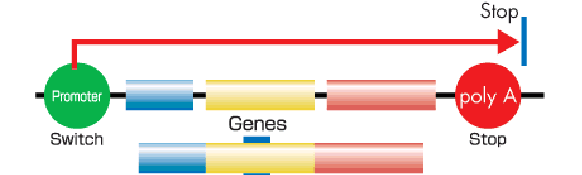 Stop
Promoter
poly A
Switch
Genes
Stop